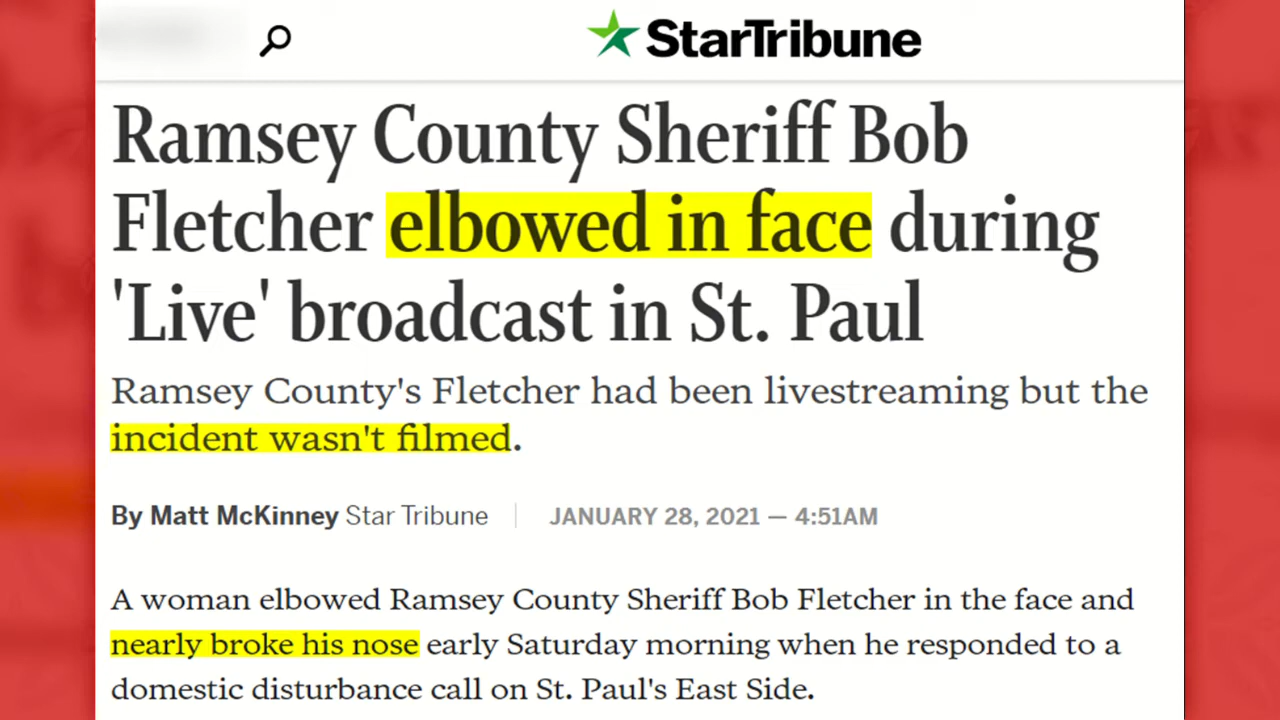 StarTribune
Ramsey County Sheriff Bob
Fletcher elbowed in face during
'Live' broadcast in St. Paul
Ramsey County's Fletcher had been livestreaming but the
incident wasn't filmed.
By Matt McKinney Star Tribune JANUARY 28, 2021 — 4:51AM
A woman elbowed Ramsey County Sheriff Bob Fletcher in the face and
nearly broke his nose early Saturday morning when he responded to a
domestic disturbance call on St. Paul's East Side.